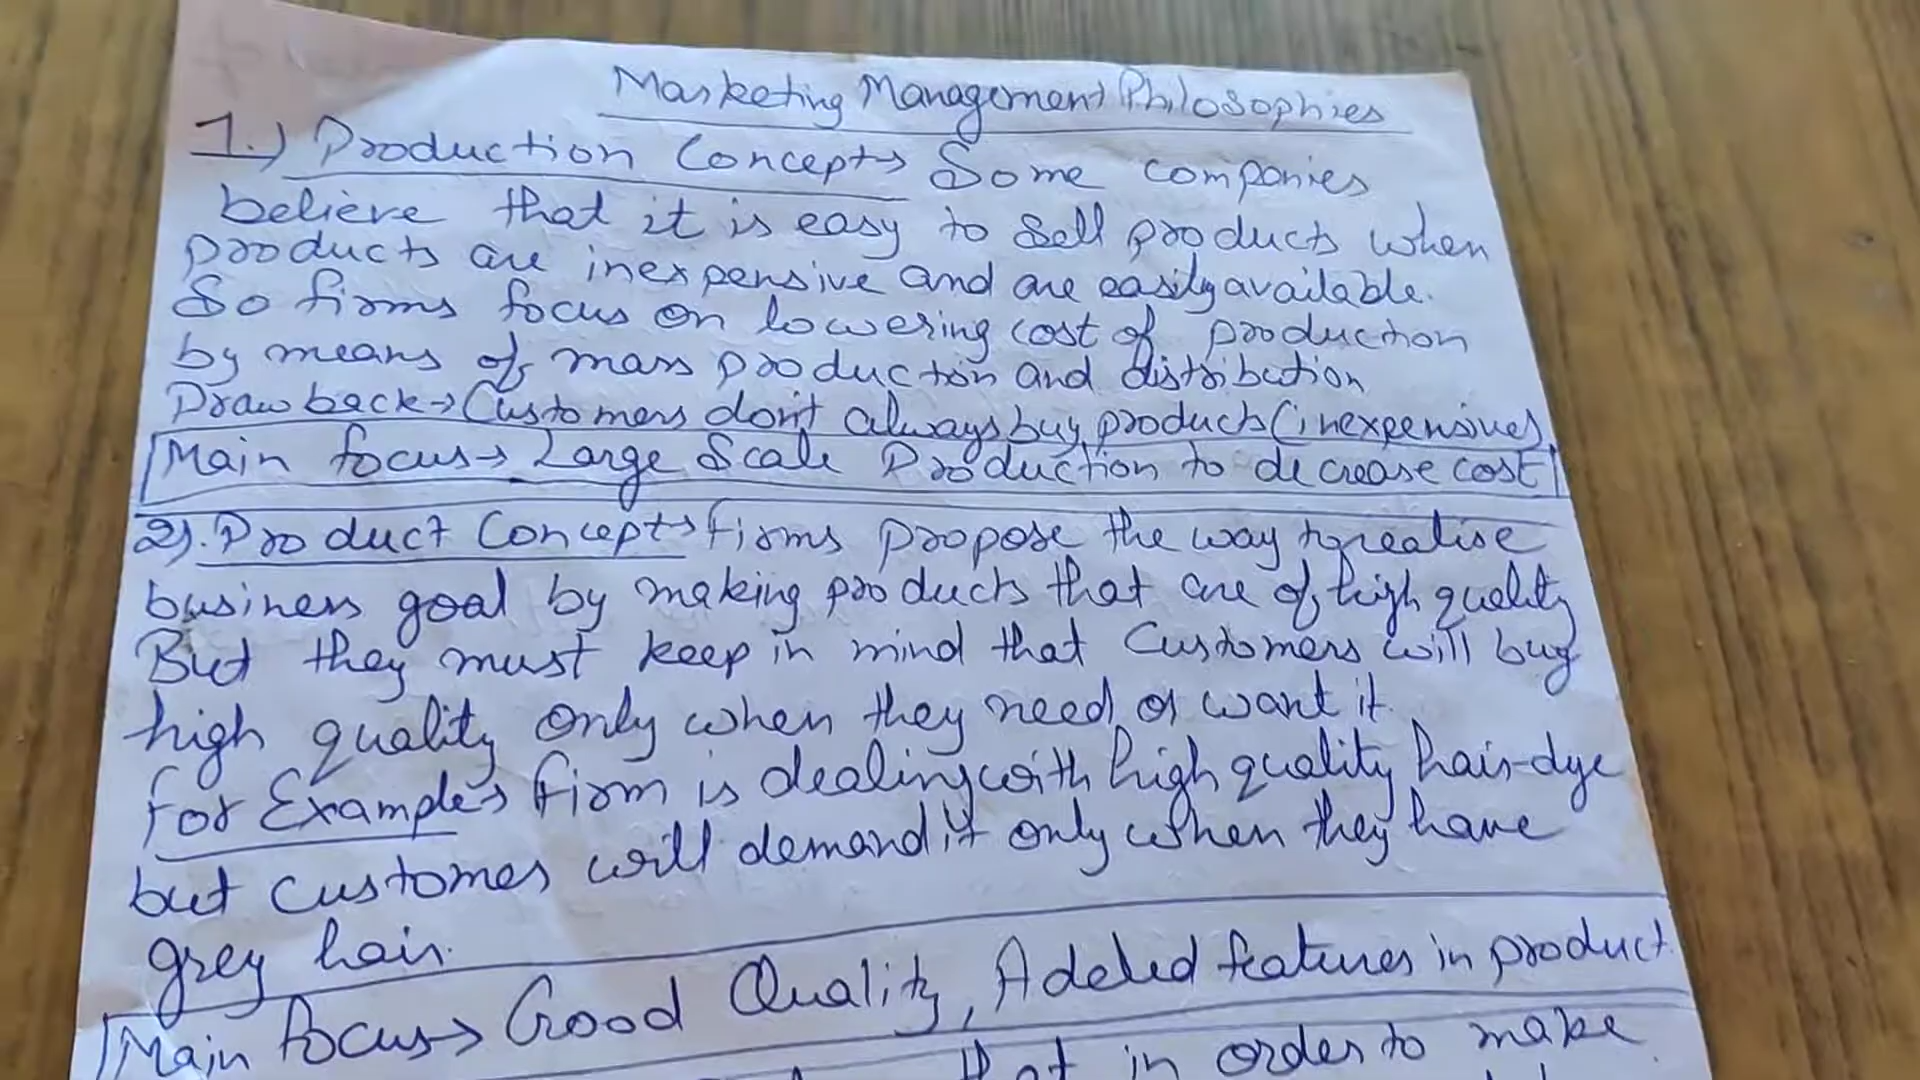 Marketing Management Philosophies
1.) Production Concept→ Some companies
believe that it is easy to sell products when
products are inexpensive and are easily available.
So firms focus on lowering cost of production
by means of mass production and distribution
Drawback→ Customers don't always buy products (inexpensive)
Main focus→ Large Scale Production to decrease cost
2). Product Concept→ firms propose the way to realise
business goal by making products that are of high quality
But they must keep in mind that Customers will buy
high quality only when they need or want it.
For Example→ firm is dealing with high quality hair-dye
but customers will demand it only when they have
grey hair.
Main focus→ Good Quality, Added features in product
that in order to make